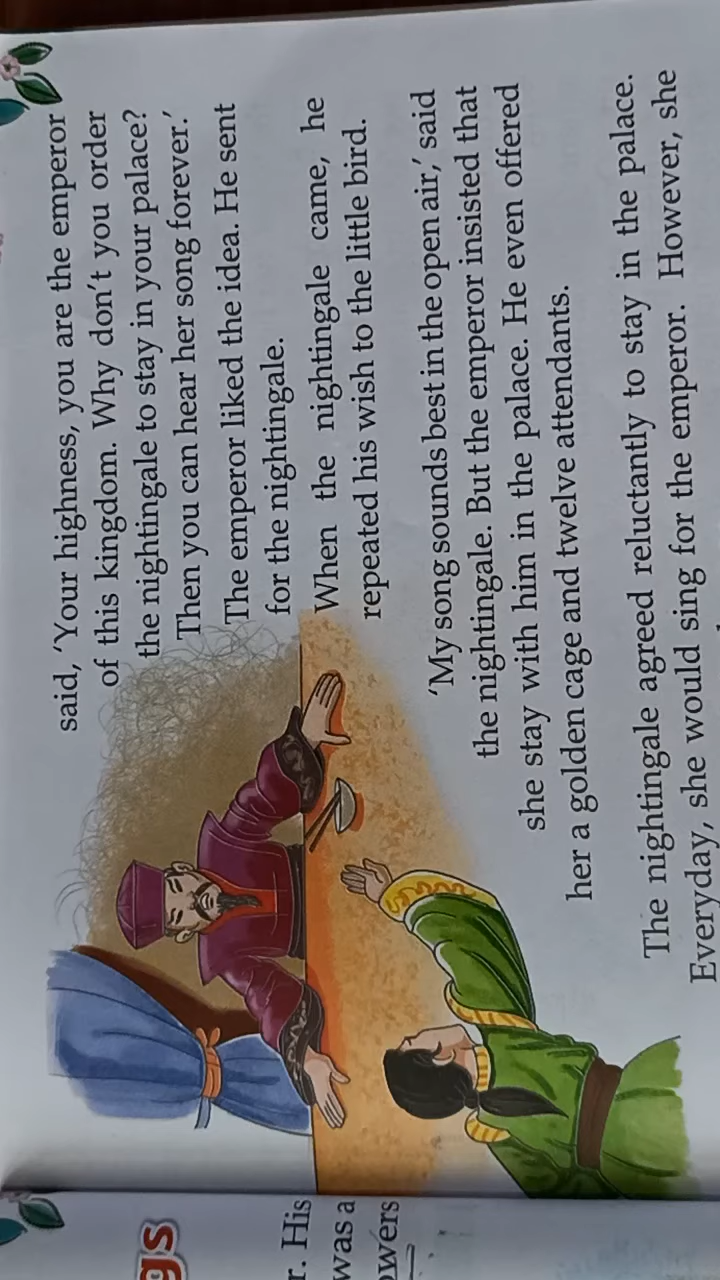 said, ‘Your highness, you are the emperor
of this kingdom. Why don’t you order
the nightingale to stay in your palace?
Then you can hear her song forever.’
The emperor liked the idea. He sent
for the nightingale.
When the nightingale came, he
repeated his wish to the little bird.
‘My song sounds best in the open air,’ said
the nightingale. But the emperor insisted that
she stay with him in the palace. He even offered
her a golden cage and twelve attendants.
The nightingale agreed reluctantly to stay in the palace.
Everyday, she would sing for the emperor. However, she
gs
r. His
was a
owers